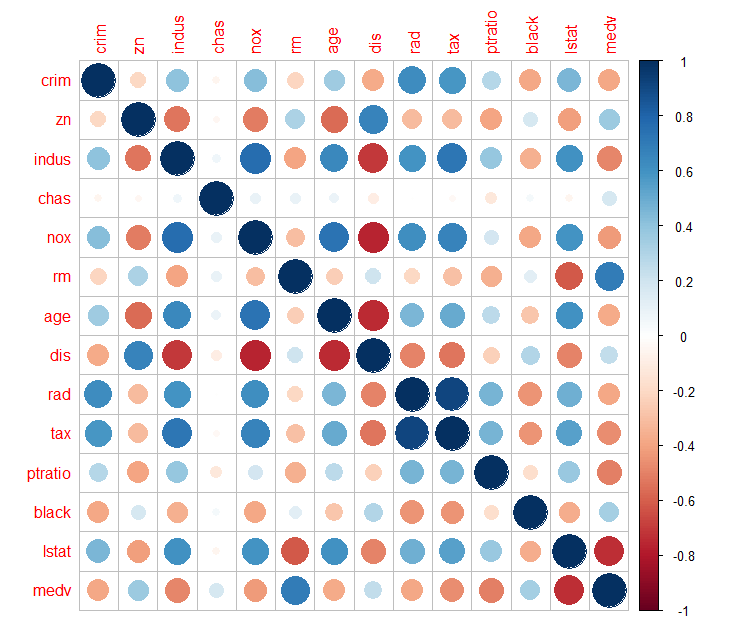 crim zn indus chas nox rm age dis rad tax ptratio black lstat medv
crim
zn
indus
chas
nox
rm
age
dis
rad
tax
ptratio
black
lstat
medv
1
0.8
0.6
0.4
0.2
0
-0.2
-0.4
-0.6
-0.8
-1